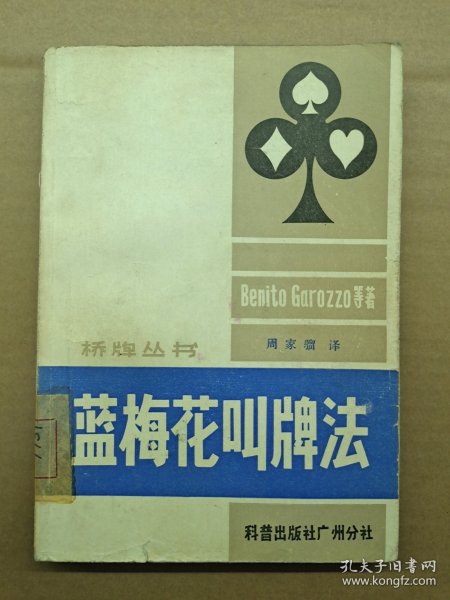 Benito Garozzo等著
周家骝 译
桥牌丛书
蓝梅花叫牌法
科普出版社广州分社
孔夫子旧书网
www.kongfz.com